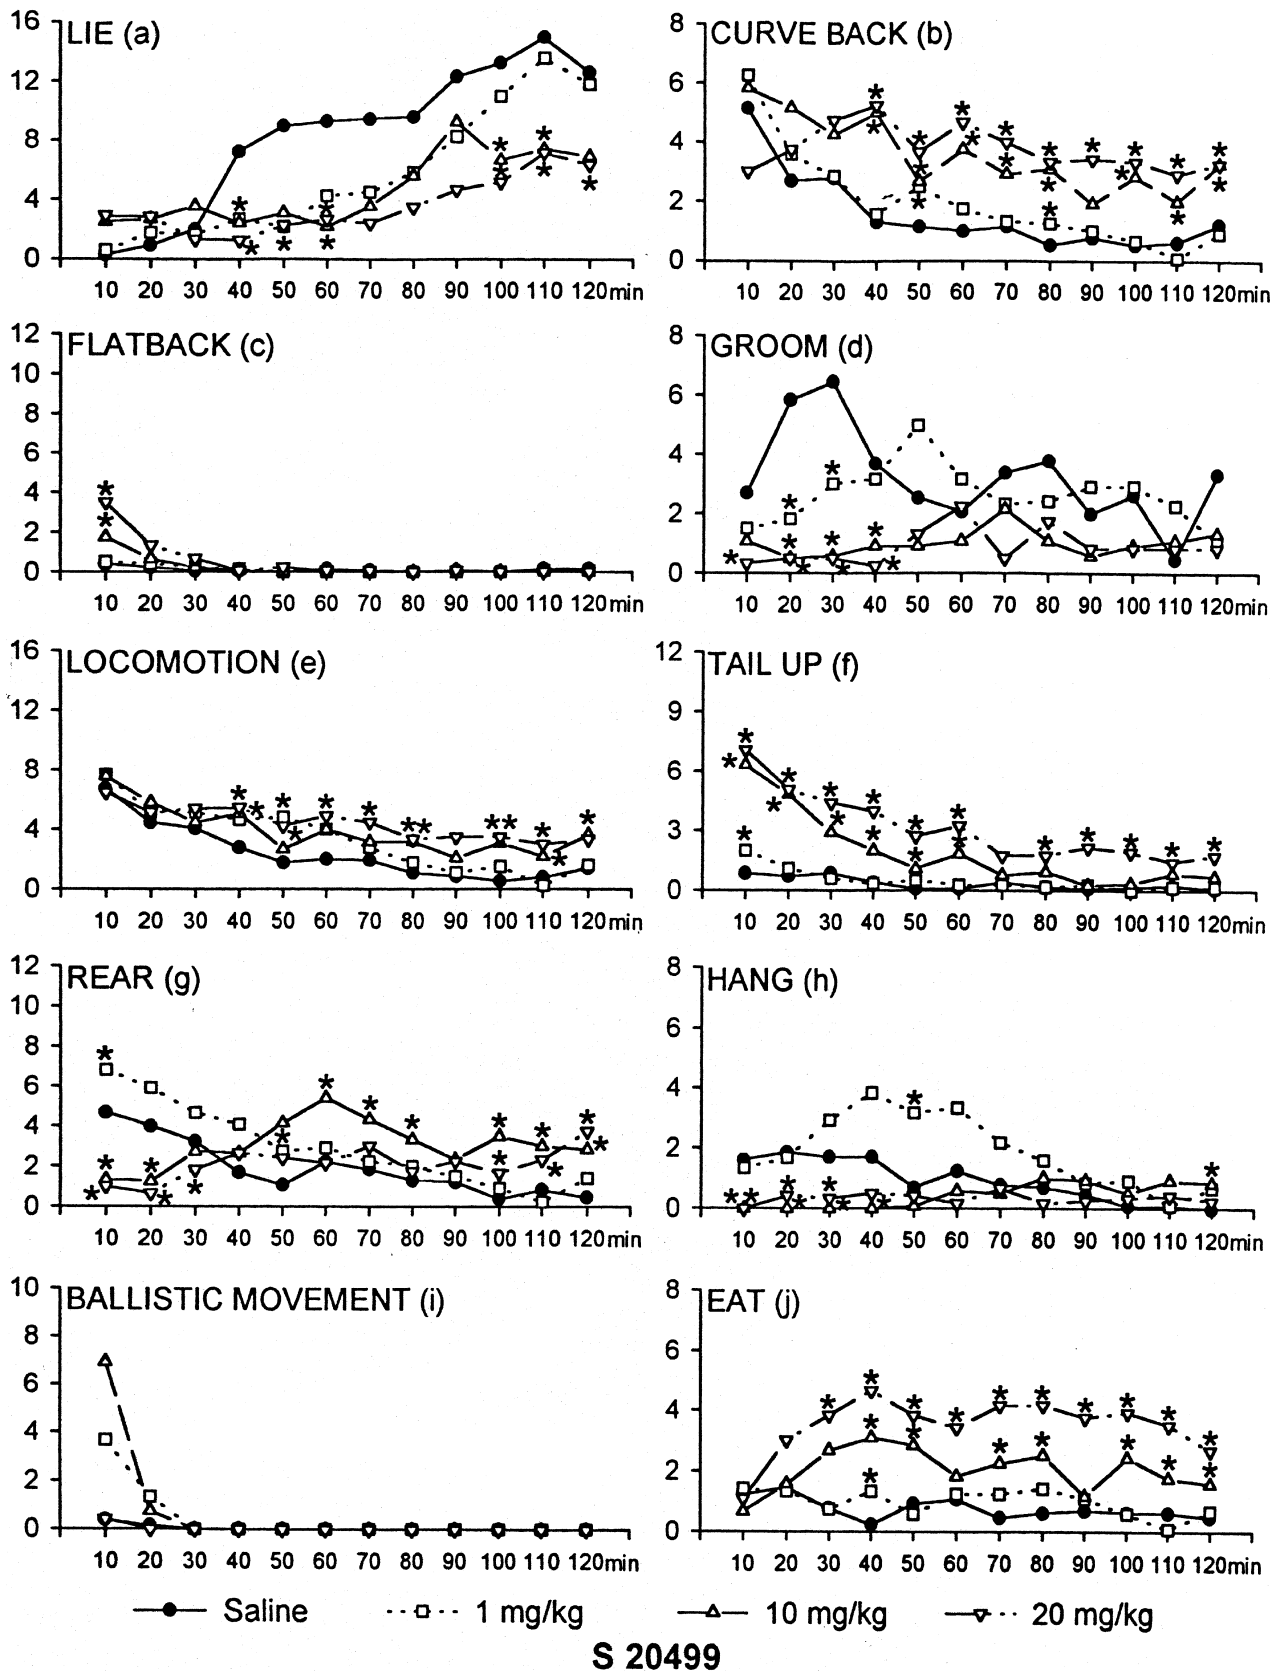 LIE (a)
16
12
8
4
0
10 20 30 40 50 60 70 80 90 100 110 120min
CURVE BACK (b)
8
6
4
2
0
10 20 30 40 50 60 70 80 90 100 110 120min
FLATBACK (c)
12
10
8
6
4
2
0
10 20 30 40 50 60 70 80 90 100 110 120min
GROOM (d)
8
6
4
2
0
10 20 30 40 50 60 70 80 90 100 110 120min
LOCOMOTION (e)
16
12
8
4
0
10 20 30 40 50 60 70 80 90 100 110 120min
TAIL UP (f)
12
9
6
3
0
10 20 30 40 50 60 70 80 90 100 110 120min
REAR (g)
12
10
8
6
4
2
0
10 20 30 40 50 60 70 80 90 100 110 120min
HANG (h)
8
6
4
2
0
10 20 30 40 50 60 70 80 90 100 110 120min
BALLISTIC MOVEMENT (i)
10
8
6
4
2
0
10 20 30 40 50 60 70 80 90 100 110 120min
EAT (j)
8
6
4
2
0
10 20 30 40 50 60 70 80 90 100 110 120min
Saline 1 mg/kg 10 mg/kg 20 mg/kg
S 20499